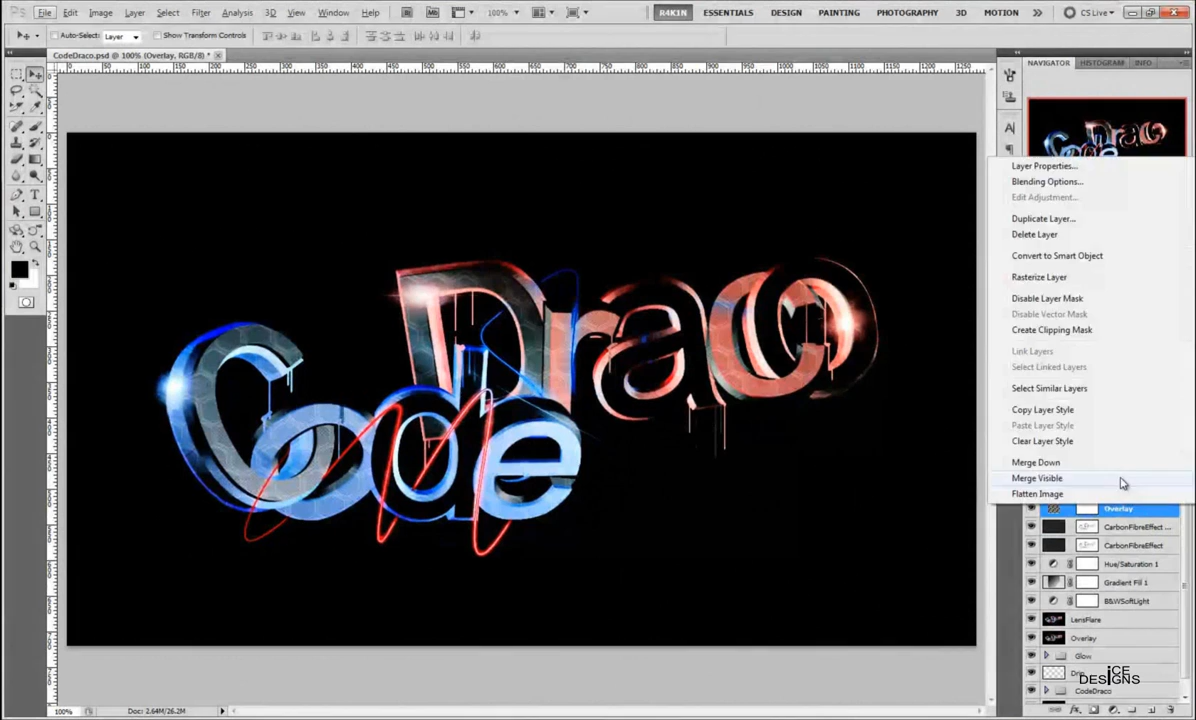 PS File Edit Image Layer Select Filter Analysis 3D View Window Help 100% R4K1N ESSENTIALS DESIGN PAINTING PHOTOGRAPHY 3D MOTION CS Live
Auto-Select: Layer Show Transform Controls
CodeDraco.psd @ 100% (Overlay, RGB/8) *
NAVIGATOR HISTOGRAM INFO
Layer Properties...
Blending Options...
Edit Adjustment...
Duplicate Layer...
Delete Layer
Convert to Smart Object
Rasterize Layer
Disable Layer Mask
Disable Vector Mask
Create Clipping Mask
Link Layers
Select Linked Layers
Select Similar Layers
Copy Layer Style
Paste Layer Style
Clear Layer Style
Merge Down
Merge Visible
Flatten Image
Draco
Code
Overlay
CarbonFibreEffect ...
CarbonFibreEffect
Hue/Saturation 1
Gradient Fill 1
B&WSoftLight
LensFlare
Overlay
Glow
iCE
DESIGNS
CodeDraco
100% Doc: 2.64M/26.2M